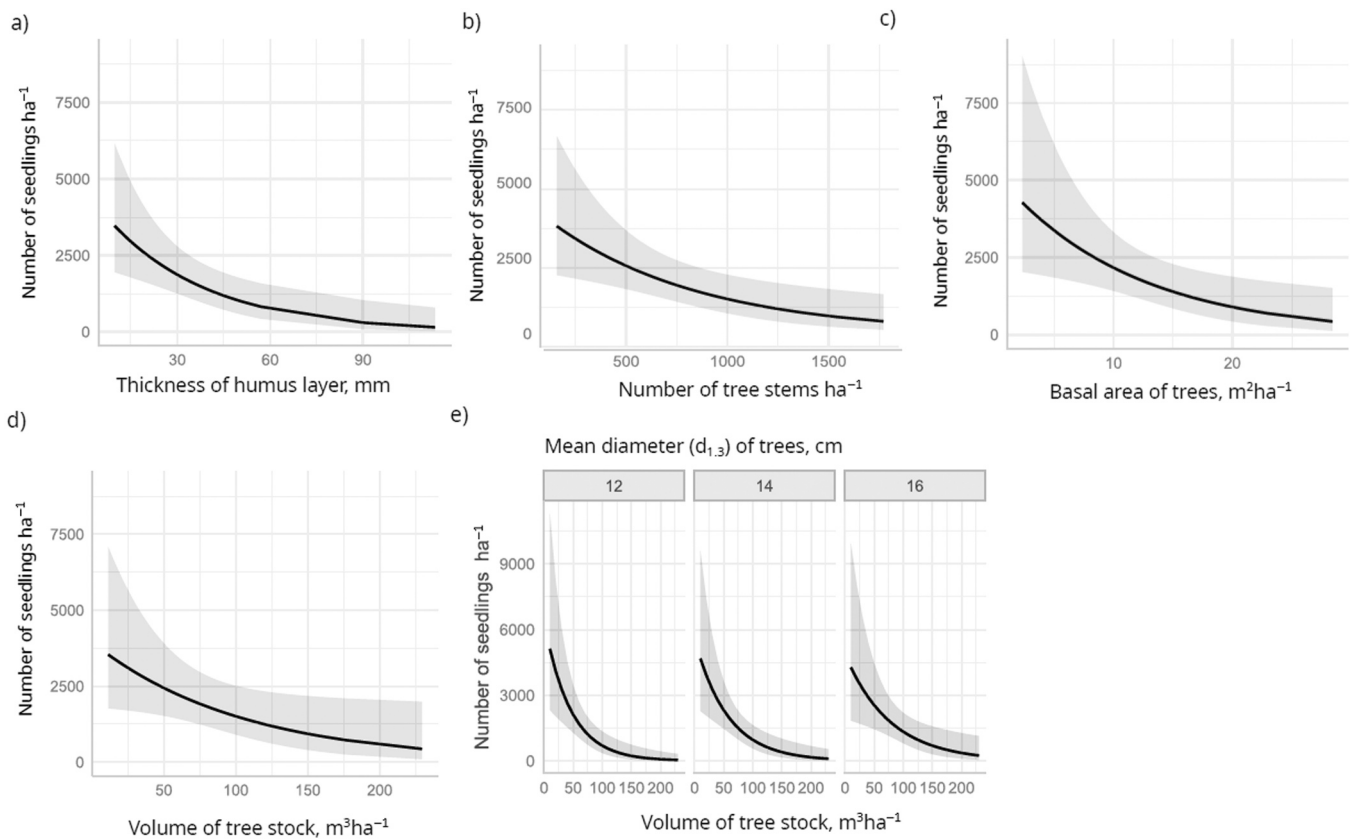 a)
Number of seedlings ha⁻¹
7500
5000
2500
0
30 60 90
Thickness of humus layer, mm
b)
Number of seedlings ha⁻¹
7500
5000
2500
0
500 1000 1500
Number of tree stems ha⁻¹
c)
Number of seedlings ha⁻¹
7500
5000
2500
0
10 20
Basal area of trees, m²ha⁻¹
d)
Number of seedlings ha⁻¹
7500
5000
2500
0
50 100 150 200
Volume of tree stock, m³ha⁻¹
e)
Mean diameter (d₁.₃) of trees, cm
12 14 16
Number of seedlings ha⁻¹
9000
6000
3000
0
0 50 100 150 200 0 50 100 150 200 0 50 100 150 200
Volume of tree stock, m³ha⁻¹